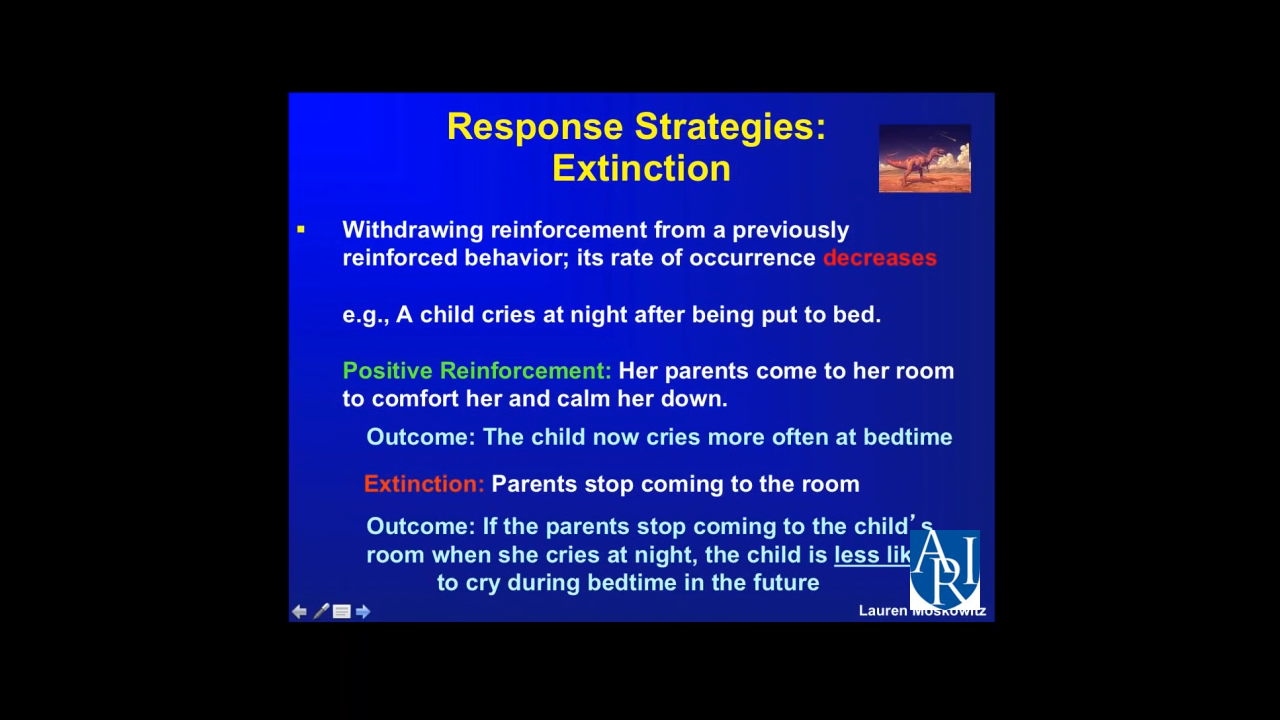 Response Strategies:
Extinction
▪ Withdrawing reinforcement from a previously
reinforced behavior; its rate of occurrence decreases
e.g., A child cries at night after being put to bed.
Positive Reinforcement: Her parents come to her room
to comfort her and calm her down.
Outcome: The child now cries more often at bedtime
Extinction: Parents stop coming to the room
Outcome: If the parents stop coming to the child’s
room when she cries at night, the child is less
to cry during bedtime in the future
ARI
Lauren Moskowitz